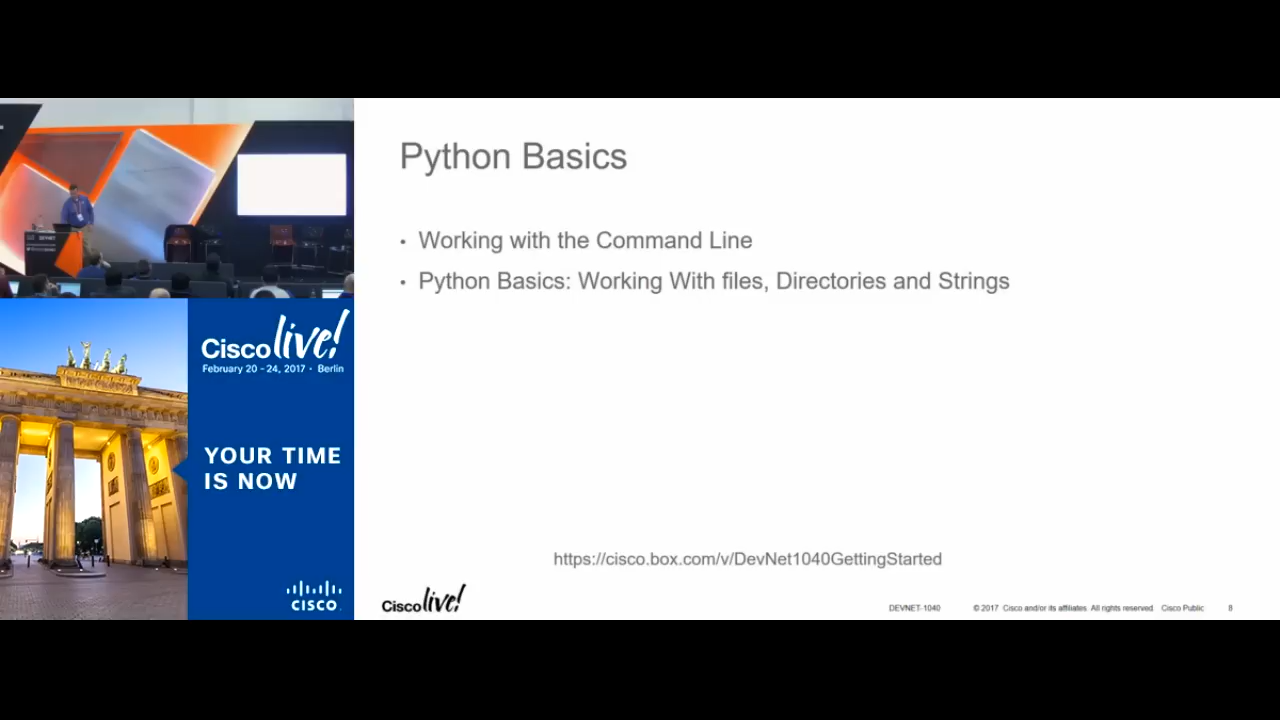 Python Basics
• Working with the Command Line
• Python Basics: Working With files, Directories and Strings
https://cisco.box.com/v/DevNet1040GettingStarted
Cisco live!
DEVNET-1040 © 2017 Cisco and/or its affiliates. All rights reserved. Cisco Public 8
Cisco live!
February 20 - 24, 2017 • Berlin
YOUR TIME
IS NOW
CISCO.